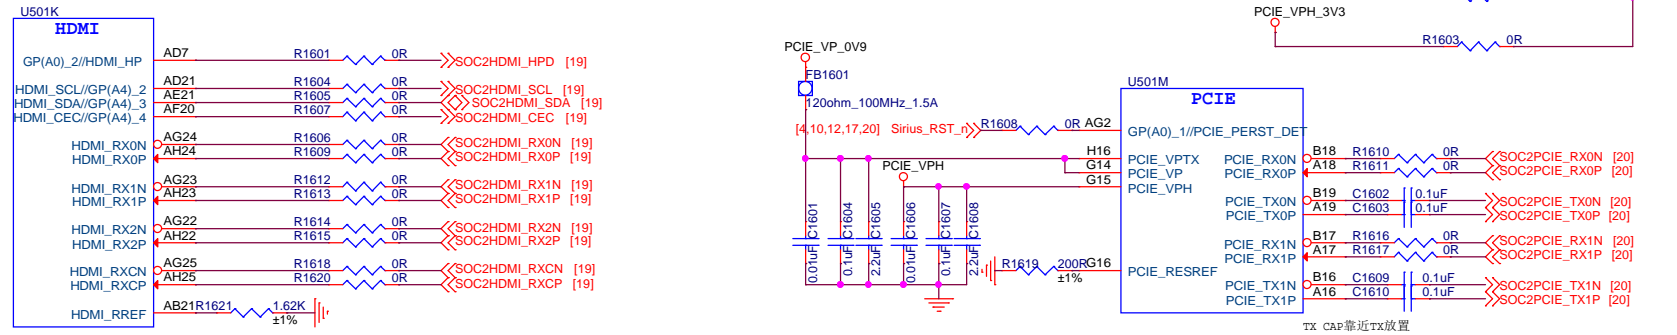 U501K
HDMI
GP(A0)_2//HDMI_HP AD7 R1601 0R SOC2HDMI_HPD [19]
HDMI_SCL//GP(A4)_2 AD21 R1604 0R SOC2HDMI_SCL [19]
HDMI_SDA//GP(A4)_3 AE21 R1605 0R SOC2HDMI_SDA [19]
HDMI_CEC//GP(A4)_4 AF20 R1607 0R SOC2HDMI_CEC [19]
HDMI_RX0N AG24 R1606 0R SOC2HDMI_RX0N [19]
HDMI_RX0P AH24 R1609 0R SOC2HDMI_RX0P [19]
HDMI_RX1N AG23 R1612 0R SOC2HDMI_RX1N [19]
HDMI_RX1P AH23 R1613 0R SOC2HDMI_RX1P [19]
HDMI_RX2N AG22 R1614 0R SOC2HDMI_RX2N [19]
HDMI_RX2P AH22 R1615 0R SOC2HDMI_RX2P [19]
HDMI_RXCN AG25 R1618 0R SOC2HDMI_RXCN [19]
HDMI_RXCP AH25 R1620 0R SOC2HDMI_RXCP [19]
HDMI_RREF AB21 R1621 1.62K
±1%
PCIE_VPH_3V3
R1603 0R
PCIE_VP_0V9
FB1601
120ohm_100MHz_1.5A
[4,10,12,17,20] Sirius_RST_n R1608 0R AG2
PCIE_VPH
0.01uF C1601
0.1uF C1604
2.2uF C1605
0.01uF C1606
0.1uF C1607
2.2uF C1608
U501M
PCIE
GP(A0)_1//PCIE_PERST_DET
H16 PCIE_VPTX
G14 PCIE_VP
G15 PCIE_VPH
R1619 200R G16 PCIE_RESREF
±1%
PCIE_RX0N B18 R1610 0R SOC2PCIE_RX0N [20]
PCIE_RX0P A18 R1611 0R SOC2PCIE_RX0P [20]
PCIE_TX0N B19 C1602 0.1uF SOC2PCIE_TX0N [20]
PCIE_TX0P A19 C1603 0.1uF SOC2PCIE_TX0P [20]
PCIE_RX1N B17 R1616 0R SOC2PCIE_RX1N [20]
PCIE_RX1P A17 R1617 0R SOC2PCIE_RX1P [20]
PCIE_TX1N B16 C1609 0.1uF SOC2PCIE_TX1N [20]
PCIE_TX1P A16 C1610 0.1uF SOC2PCIE_TX1P [20]
TX CAP靠近TX放置